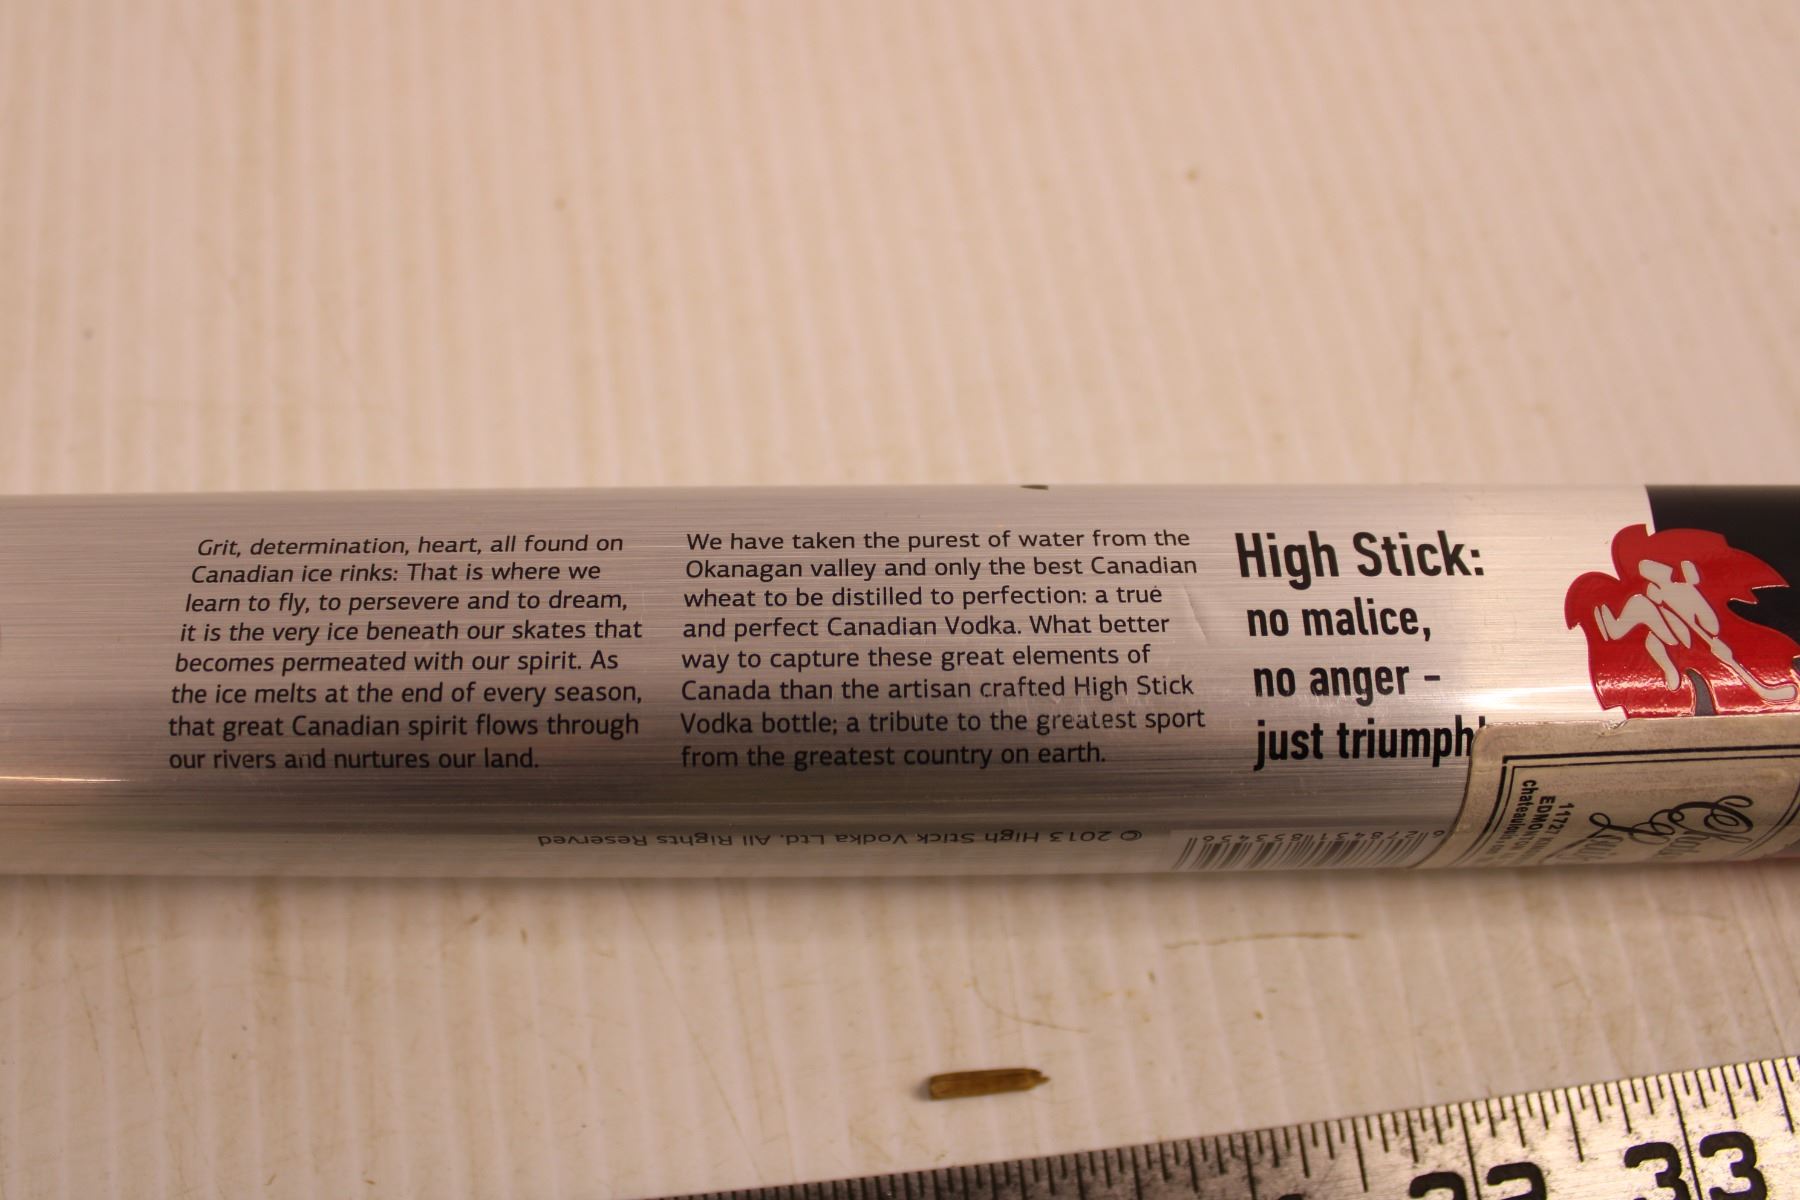 Grit, determination, heart, all found on
Canadian ice rinks: That is where we
learn to fly, to persevere and to dream,
it is the very ice beneath our skates that
becomes permeated with our spirit. As
the ice melts at the end of every season,
that great Canadian spirit flows through
our rivers and nurtures our land.
We have taken the purest of water from the
Okanagan valley and only the best Canadian
wheat to be distilled to perfection: a true
and perfect Canadian Vodka. What better
way to capture these great elements of
Canada than the artisan crafted High Stick
Vodka bottle; a tribute to the greatest sport
from the greatest country on earth.
High Stick:
no malice,
no anger –
just triumph
© 2013 High Stick Vodka Ltd. All Rights Reserved
Louis
11727
EDMONTON
33